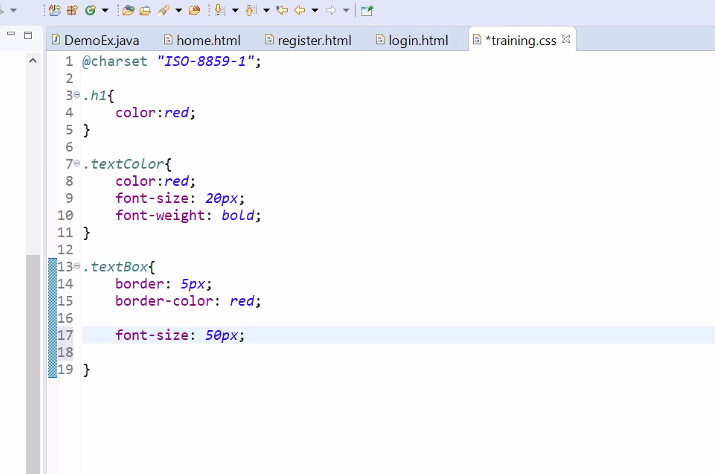 DemoEx.java home.html register.html login.html *training.css
1 @charset "ISO-8859-1";
2
3 .h1{
4 color:red;
5 }
6
7 .textColor{
8 color:red;
9 font-size: 20px;
10 font-weight: bold;
11 }
12
13 .textBox{
14 border: 5px;
15 border-color: red;
16
17 font-size: 50px;
18
19 }